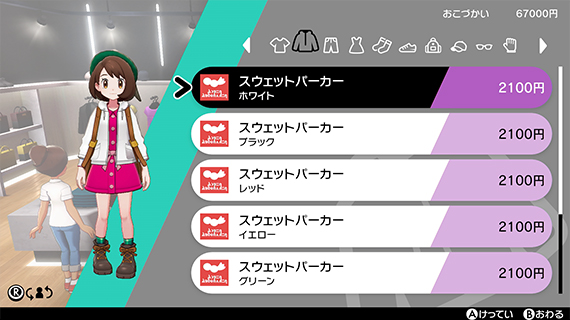 おこづかい 67000円
スウェットパーカー
ホワイト
2100円
スウェットパーカー
ブラック
2100円
スウェットパーカー
レッド
2100円
スウェットパーカー
イエロー
2100円
スウェットパーカー
グリーン
2100円
R
Aけってい Bおわる